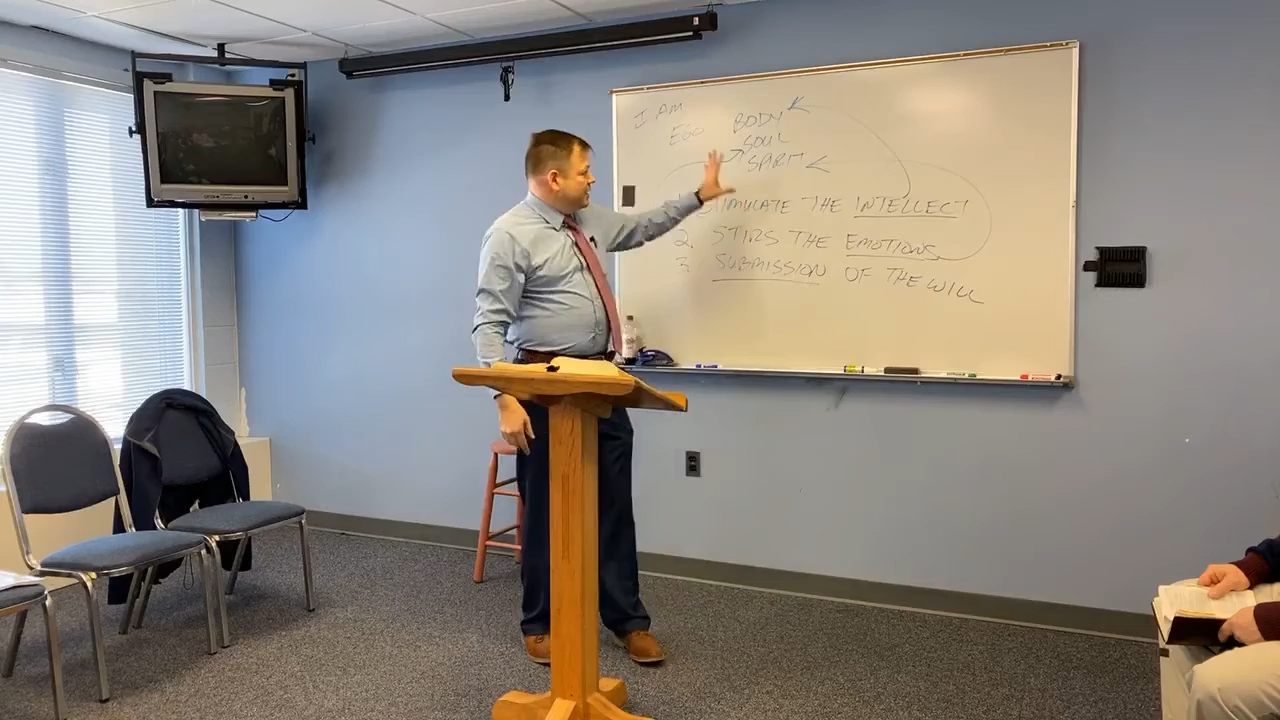 I AM
EGO
BODY
SOUL
SPIRIT
STIMULATE THE INTELLECT
2. STIRS THE EMOTIONS
3. SUBMISSION OF THE WILL